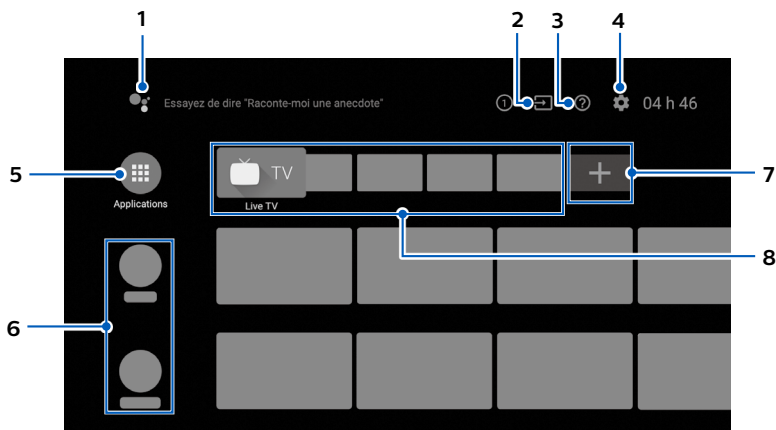 1 2 3 4
Essayez de dire "Raconte-moi une anecdote" 1 ? 04 h 46
5 TV 7
Applications Live TV
8
6